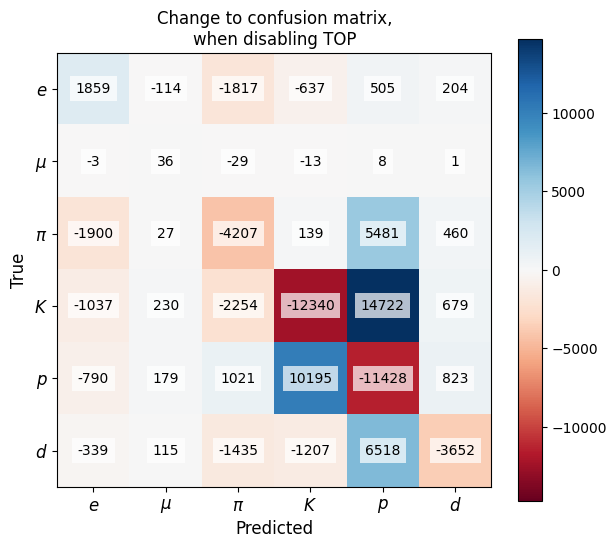 Change to confusion matrix,
when disabling TOP
e 1859 -114 -1817 -637 505 204
μ -3 36 -29 -13 8 1
π -1900 27 -4207 139 5481 460
K -1037 230 -2254 -12340 14722 679
p -790 179 1021 10195 -11428 823
d -339 115 -1435 -1207 6518 -3652
e μ π K p d
Predicted
True
10000
5000
0
−5000
−10000